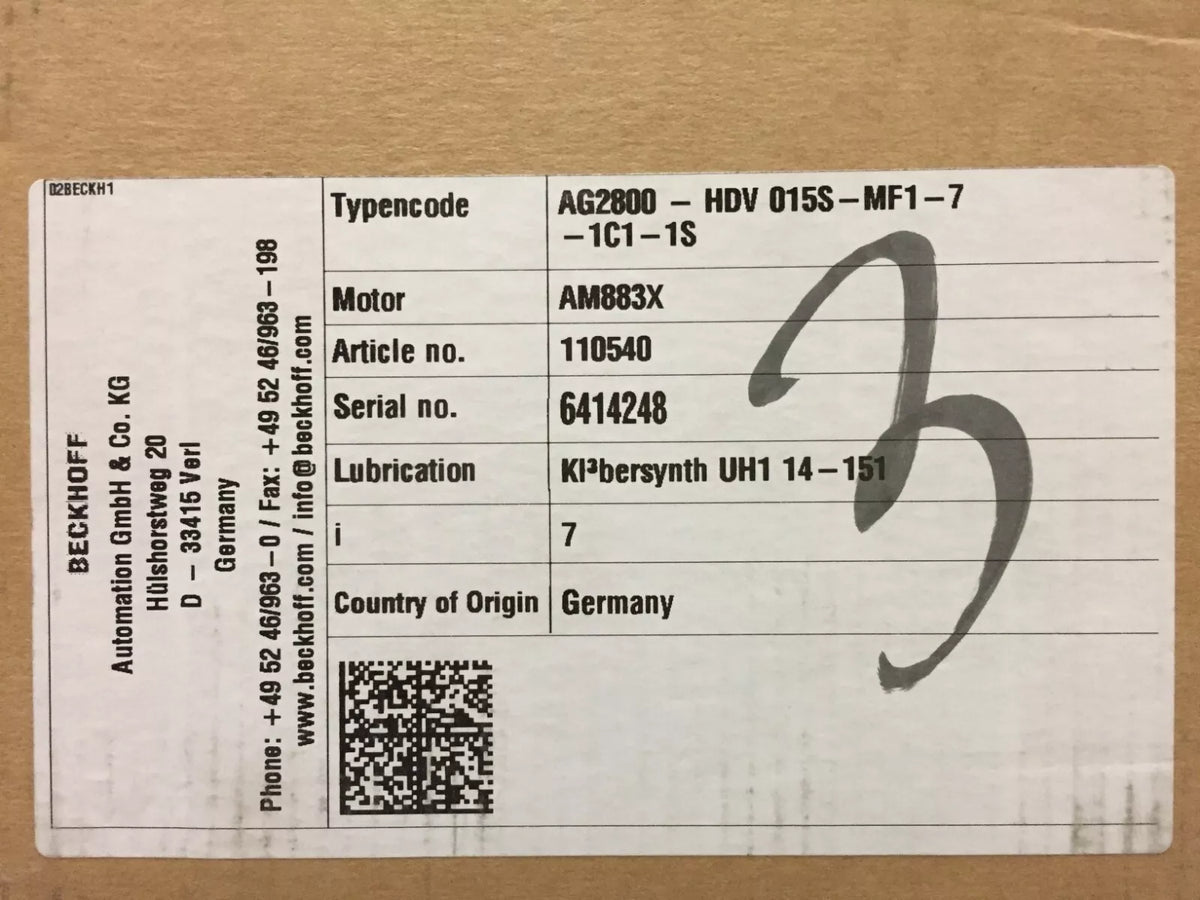 02BECKH1
BECKHOFF
Automation GmbH & Co. KG
Hülshorstweg 20
D – 33415 Verl
Germany
Phone: +49 52 46/963–0 / Fax: +49 52 46/963–198
www.beckhoff.com / info@beckhoff.com
Typencode AG2800 – HDV 015S–MF1–7
–1C1–1S
Motor AM883X
Article no. 110540
Serial no. 6414248
Lubrication Kl³bersynth UH1 14–151
i 7
Country of Origin Germany
3